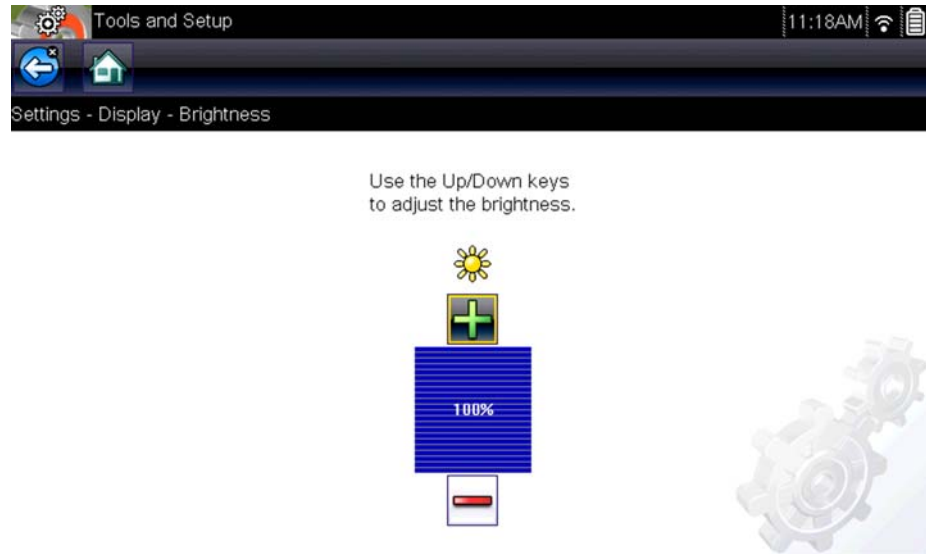 Tools and Setup
11:18AM
Settings - Display - Brightness
Use the Up/Down keys
to adjust the brightness.
100%